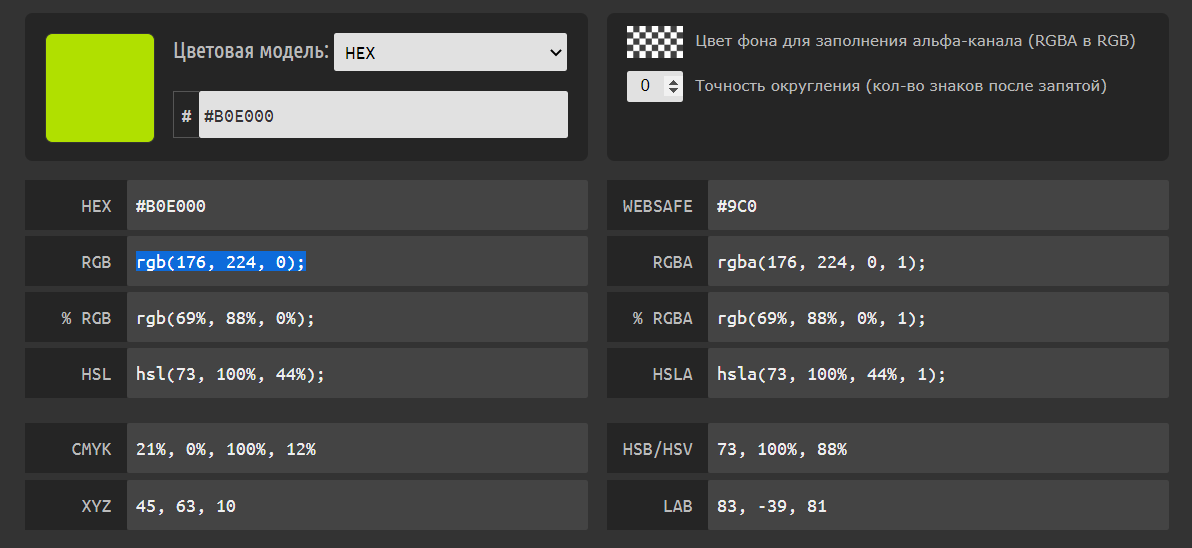 Цветовая модель: HEX
# #B0E000
Цвет фона для заполнения альфа-канала (RGBA в RGB)
0 Точность округления (кол-во знаков после запятой)
HEX #B0E000
WEBSAFE #9C0
RGB rgb(176, 224, 0);
RGBA rgba(176, 224, 0, 1);
% RGB rgb(69%, 88%, 0%);
% RGBA rgb(69%, 88%, 0%, 1);
HSL hsl(73, 100%, 44%);
HSLA hsla(73, 100%, 44%, 1);
CMYK 21%, 0%, 100%, 12%
HSB/HSV 73, 100%, 88%
XYZ 45, 63, 10
LAB 83, -39, 81